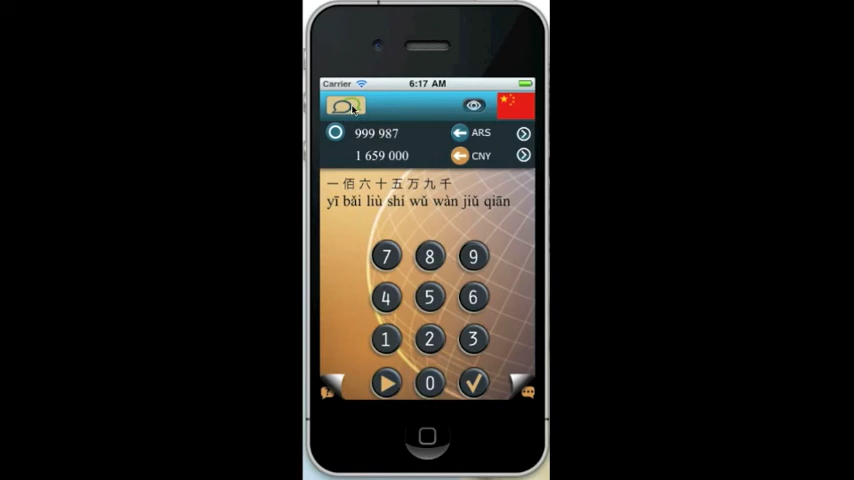 Carrier 6:17 AM
999 987 ARS
1 659 000 CNY
一佰六十五万九千
yī bǎi liù shí wǔ wàn jiǔ qiān
7 8 9
4 5 6
1 2 3
0